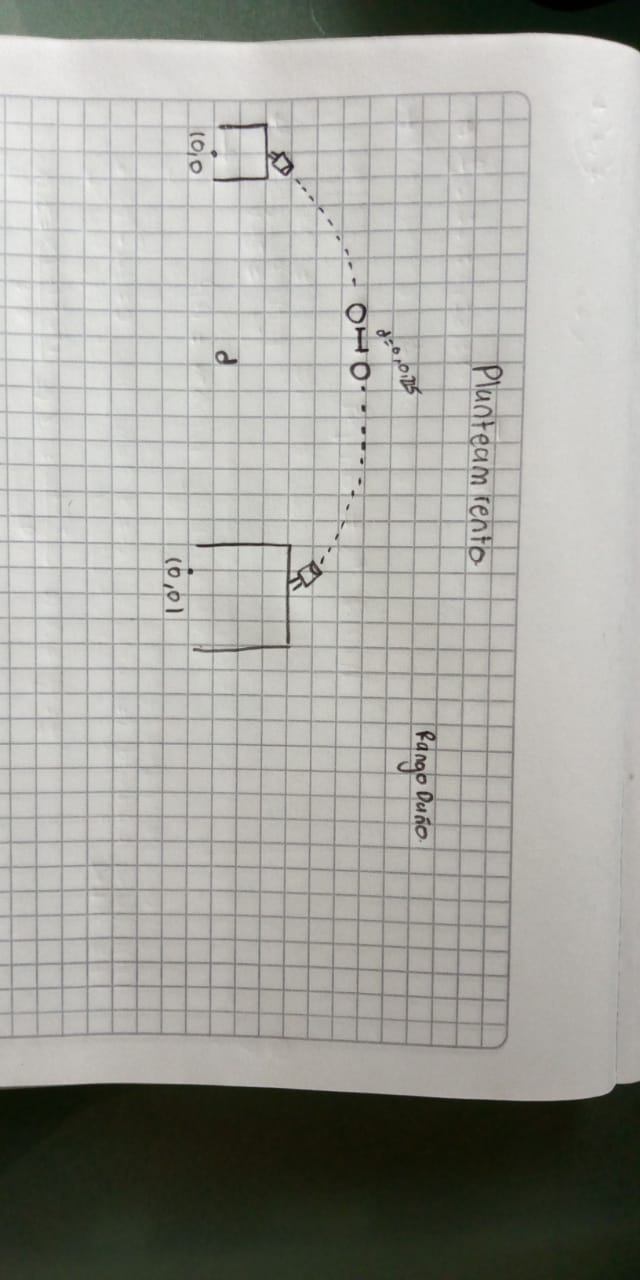 Planteamiento
Rango Daño.
d
(0,0)
(0,0)